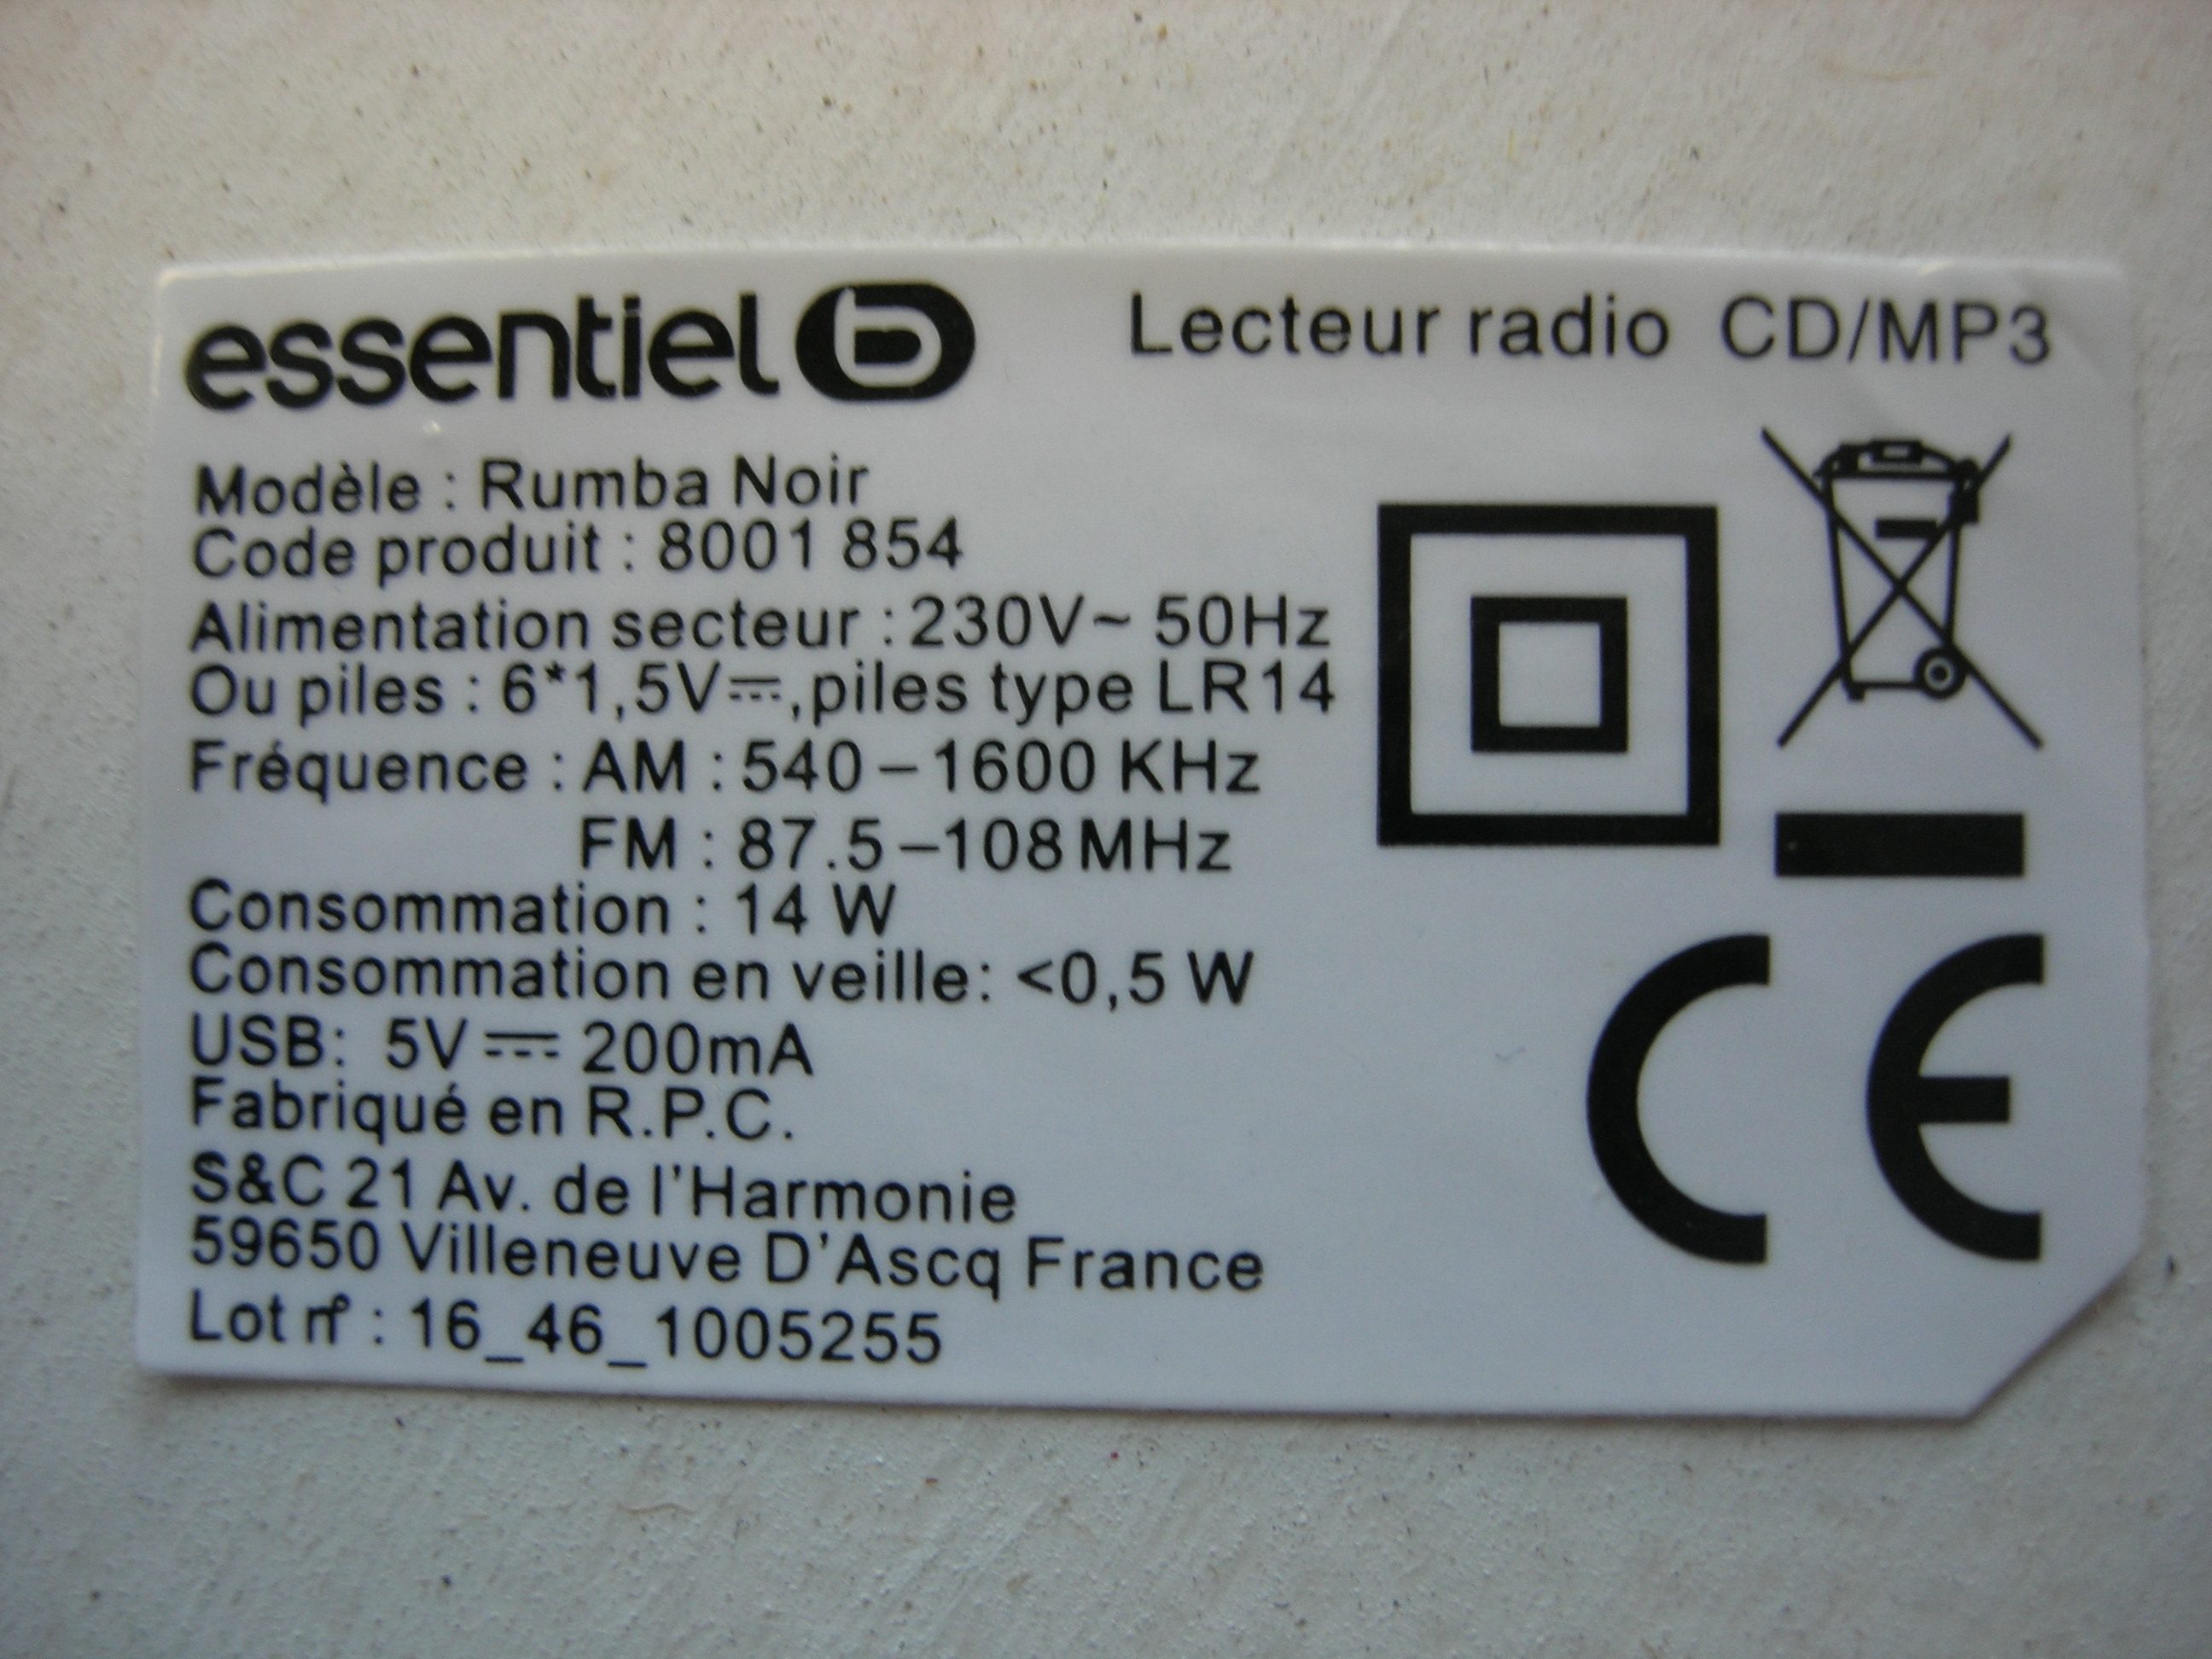 essentiel b
Lecteur radio CD/MP3
Modèle : Rumba Noir
Code produit : 8001 854
Alimentation secteur : 230V~ 50Hz
Ou piles : 6*1,5V⎓,piles type LR14
Fréquence : AM : 540–1600 KHz
FM : 87.5–108 MHz
Consommation : 14 W
Consommation en veille: <0,5 W
USB: 5V⎓ 200mA
Fabriqué en R.P.C.
S&C 21 Av. de l'Harmonie
59650 Villeneuve D'Ascq France
Lot n° : 16_46_1005255
CE